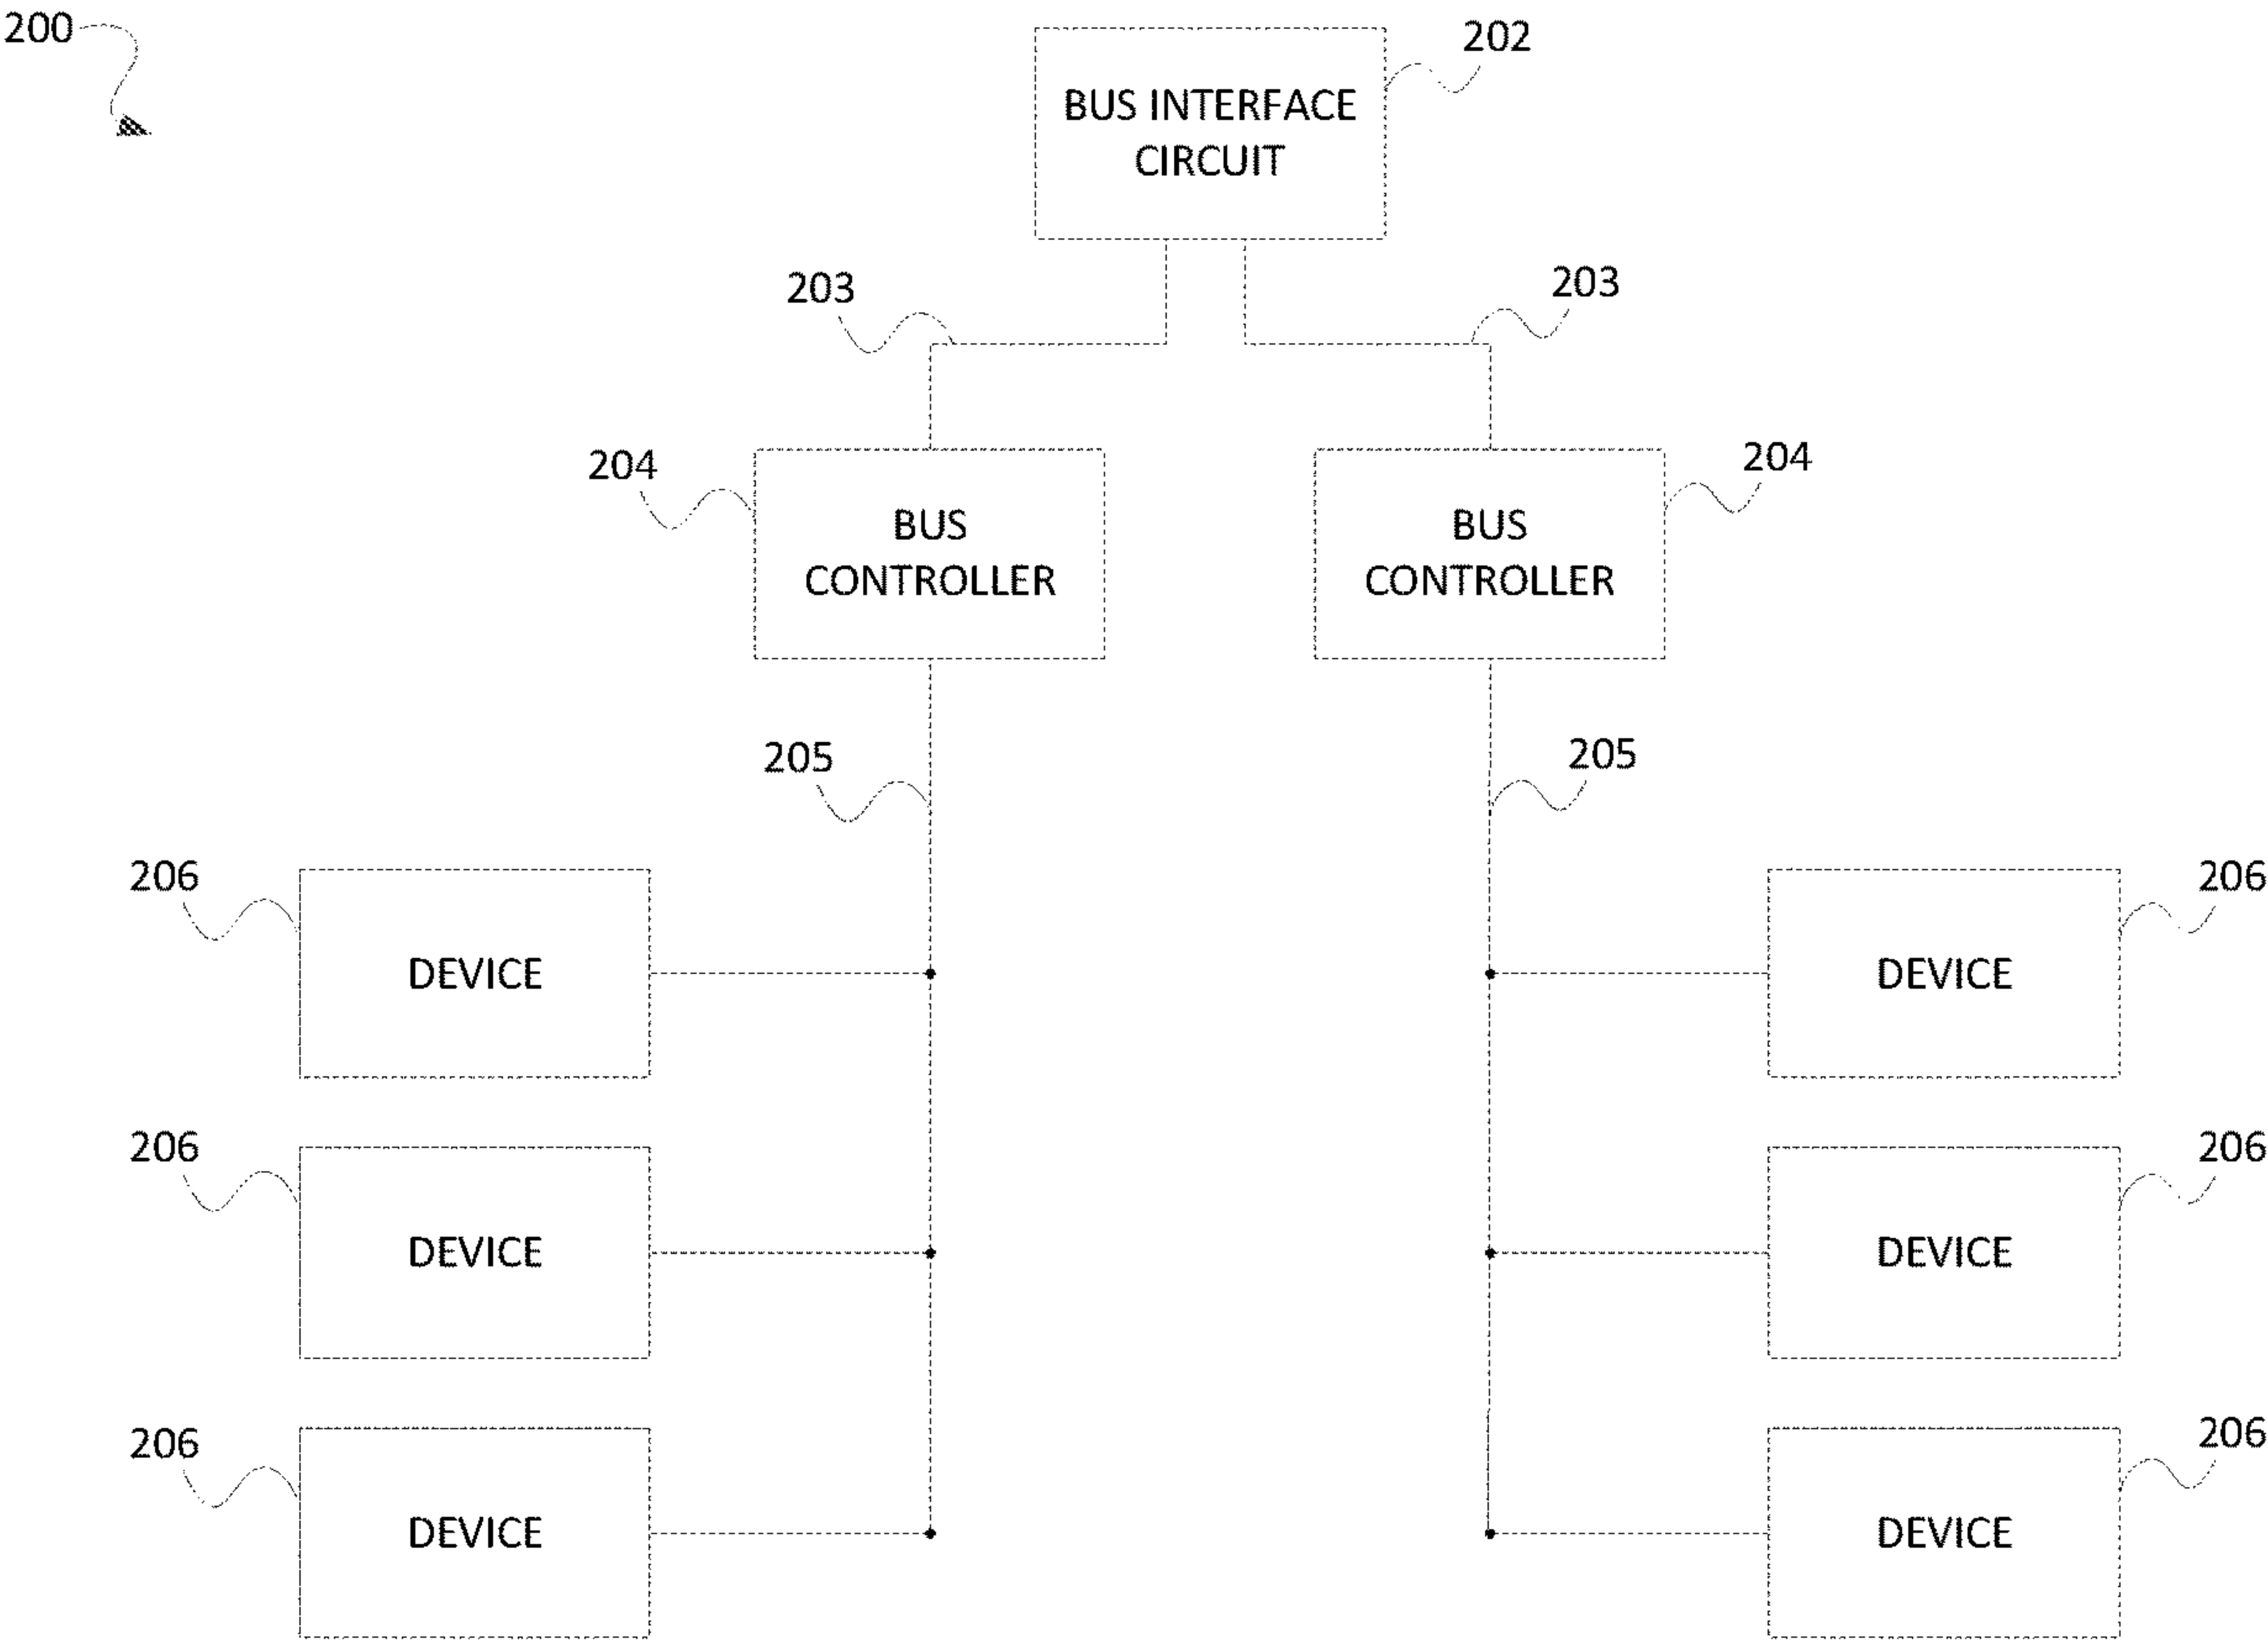 200
202
BUS INTERFACE
CIRCUIT
203
203
204
204
BUS
CONTROLLER
BUS
CONTROLLER
205
205
206
206
DEVICE
DEVICE
206
206
DEVICE
DEVICE
206
206
DEVICE
DEVICE